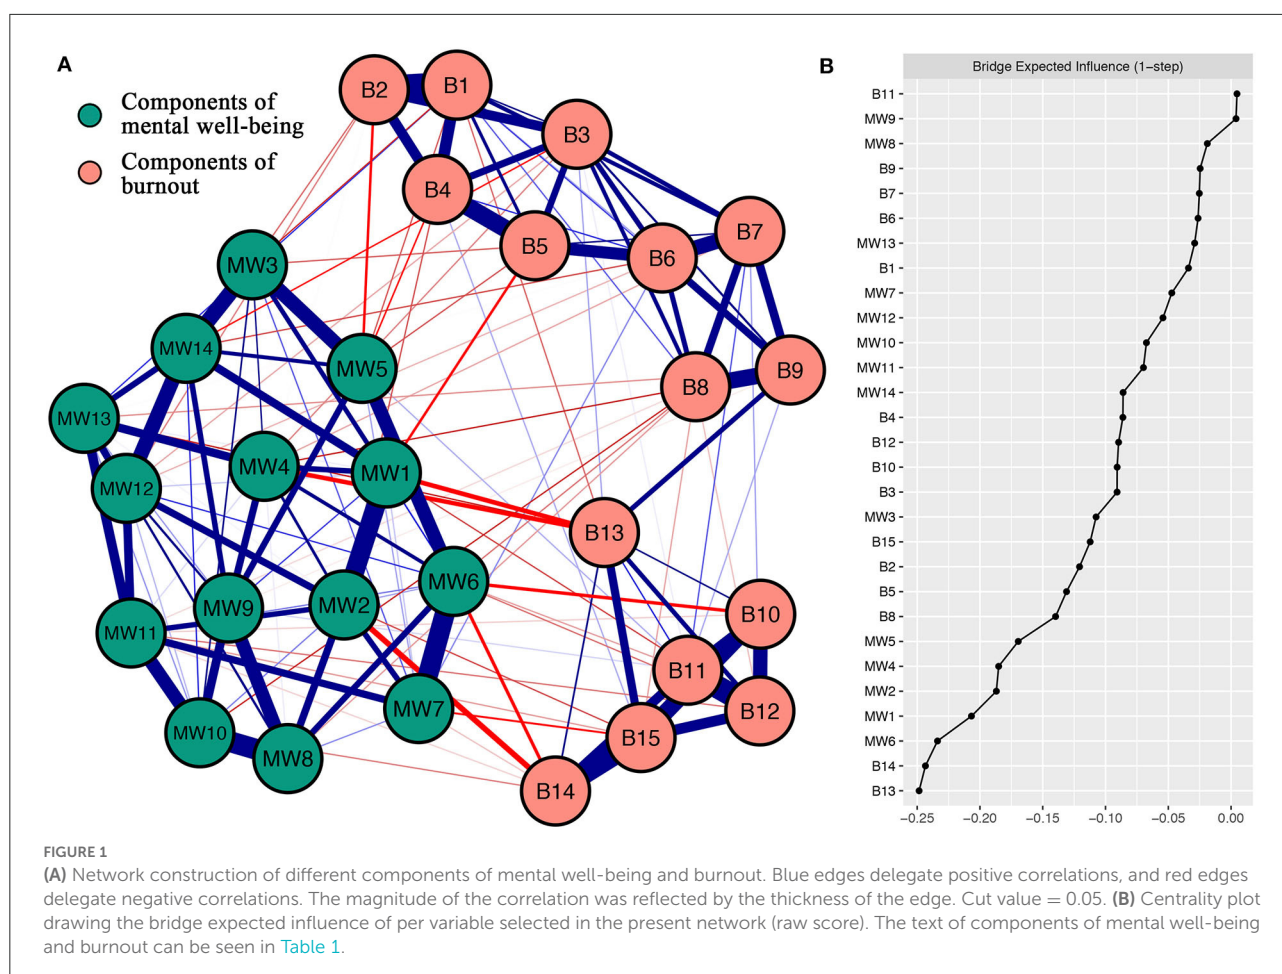 A
Components of
mental well-being
Components of
burnout
B2
B1
B3
B4
B5
B6
B7
B8
B9
MW3
MW14
MW5
MW13
MW12
MW4
MW1
MW6
MW9
MW2
MW11
MW7
MW10
MW8
B13
B10
B11
B12
B15
B14
B
Bridge Expected Influence (1−step)
B11
MW9
MW8
B9
B7
B6
MW13
B1
MW7
MW12
MW10
MW11
MW14
B4
B12
B10
B3
MW3
B15
B2
B5
B8
MW5
MW4
MW2
MW1
MW6
B14
B13
−0.25 −0.20 −0.15 −0.10 −0.05 0.00
FIGURE 1
(A) Network construction of different components of mental well-being and burnout. Blue edges delegate positive correlations, and red edges
delegate negative correlations. The magnitude of the correlation was reflected by the thickness of the edge. Cut value = 0.05. (B) Centrality plot
drawing the bridge expected influence of per variable selected in the present network (raw score). The text of components of mental well-being
and burnout can be seen in Table 1.